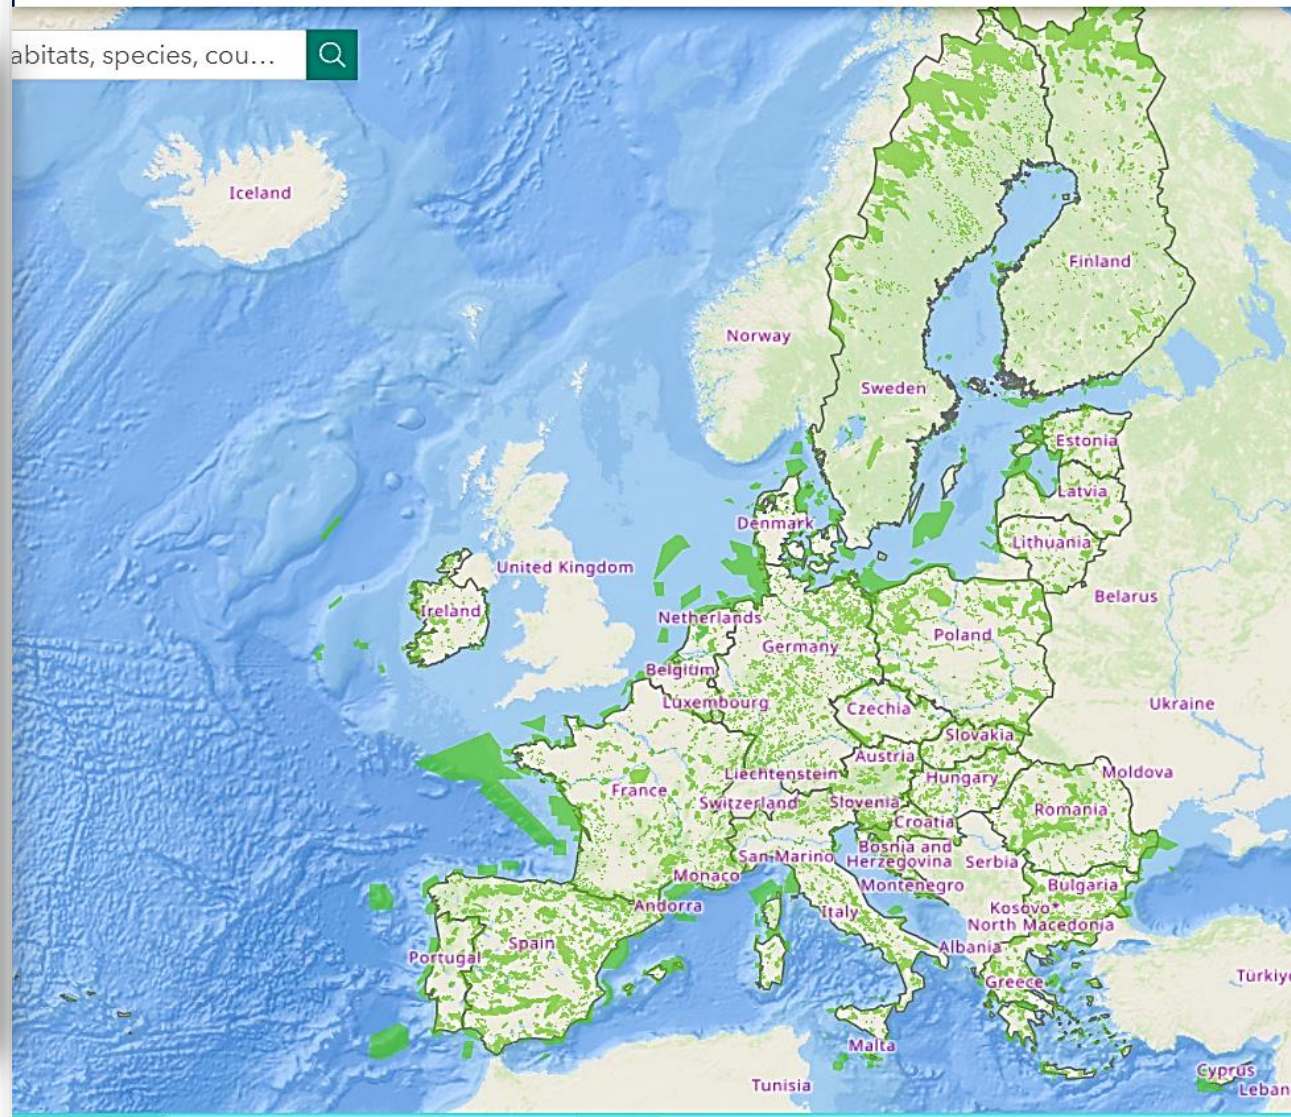 abitats, species, cou...
Iceland
Finland
Norway
Sweden
Estonia
Latvia
Denmark
Lithuania
United Kingdom
Belarus
Ireland
Netherlands
Poland
Germany
Belgium
Luxembourg
Czechia
Ukraine
Slovakia
Austria
Liechtenstein
Hungary
Moldova
France
Switzerland
Slovenia
Romania
Croatia
Bosnia and
Herzegovina
San Marino
Serbia
Monaco
Montenegro
Bulgaria
Andorra
Italy
Kosovo*
North Macedonia
Spain
Albania
Portugal
Greece
Türkiye
Malta
Cyprus
Tunisia
Leban